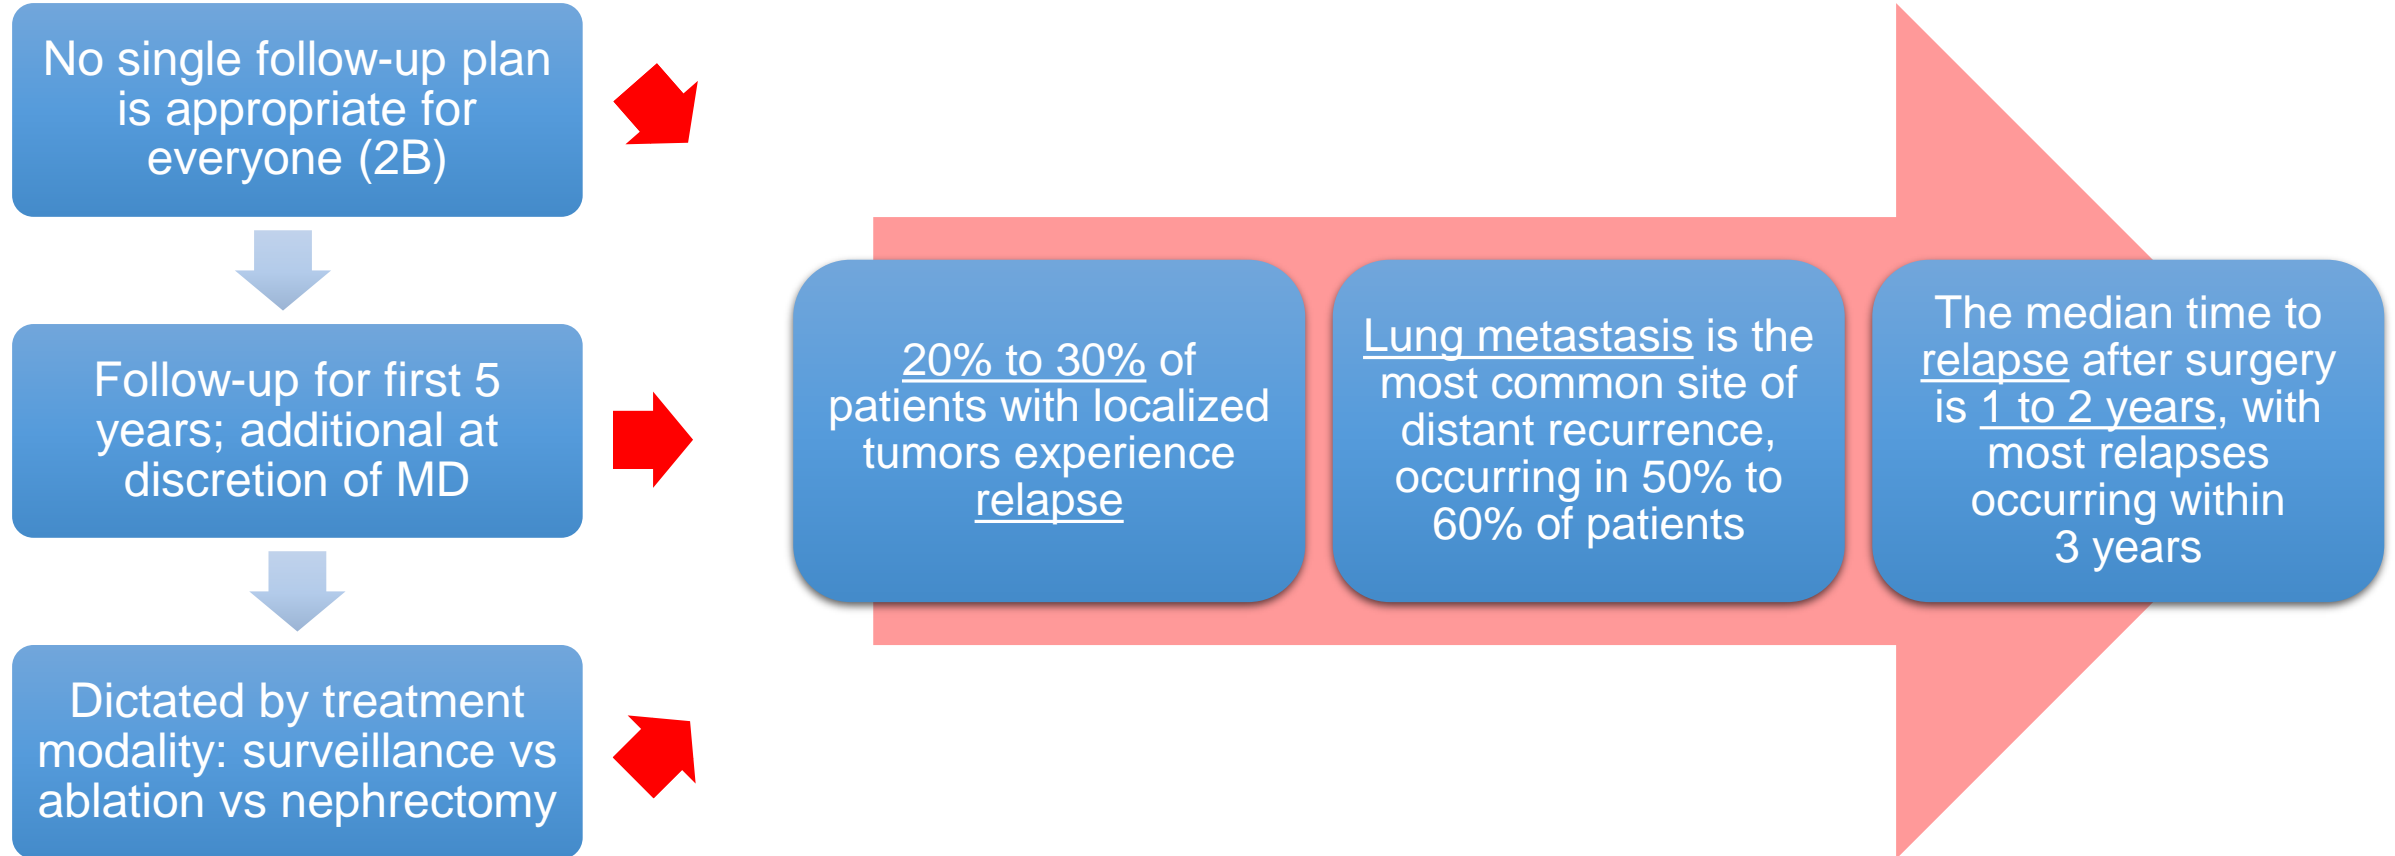 No single follow-up plan
is appropriate for
everyone (2B)
Follow-up for first 5
years; additional at
discretion of MD
Dictated by treatment
modality: surveillance vs
ablation vs nephrectomy
20% to 30% of
patients with localized
tumors experience
relapse
Lung metastasis is the
most common site of
distant recurrence,
occurring in 50% to
60% of patients
The median time to
relapse after surgery
is 1 to 2 years, with
most relapses
occurring within
3 years